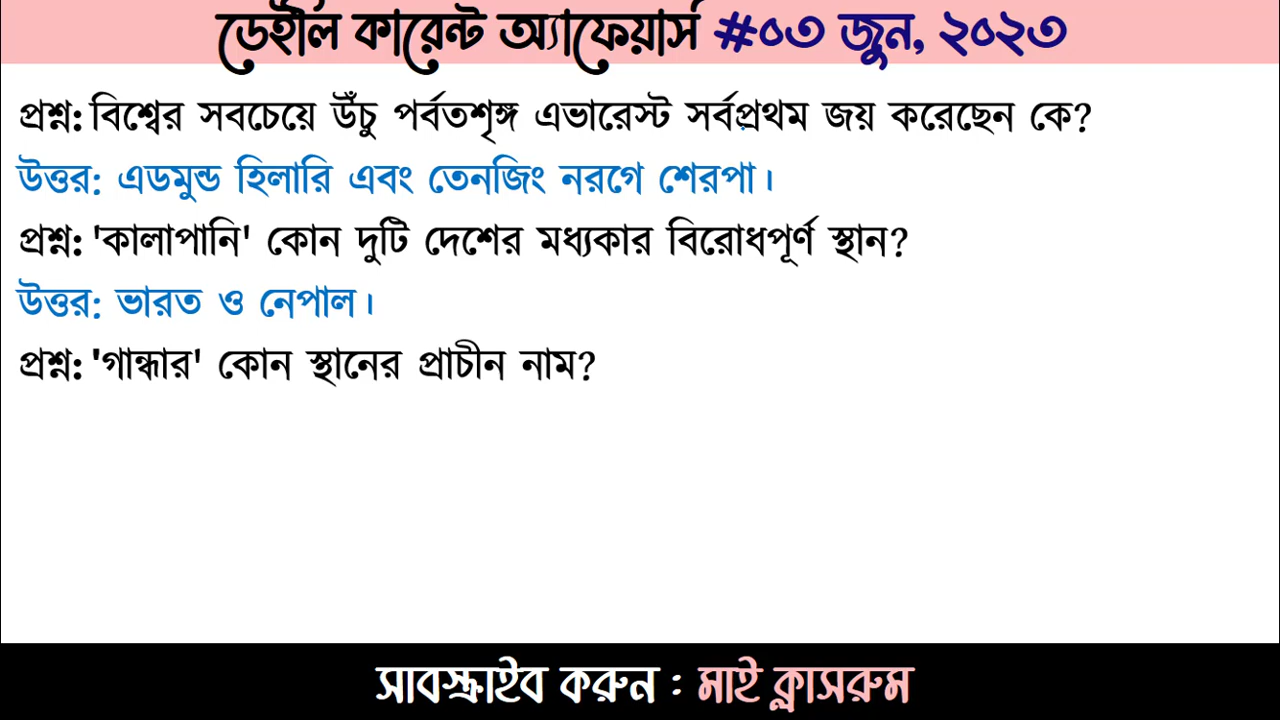 ডেইলি কারেন্ট অ্যাফেয়ার্স #০৩ জুন, ২০২৩
প্রশ্ন: বিশ্বের সবচেয়ে উঁচু পর্বতশৃঙ্গ এভারেস্ট সর্বপ্রথম জয় করেছেন কে?
উত্তর: এডমুন্ড হিলারি এবং তেনজিং নরগে শেরপা।
প্রশ্ন: 'কালাপানি' কোন দুটি দেশের মধ্যকার বিরোধপূর্ণ স্থান?
উত্তর: ভারত ও নেপাল।
প্রশ্ন: 'গান্ধার' কোন স্থানের প্রাচীন নাম?
সাবস্ক্রাইব করুন : মাই ক্লাসরুম